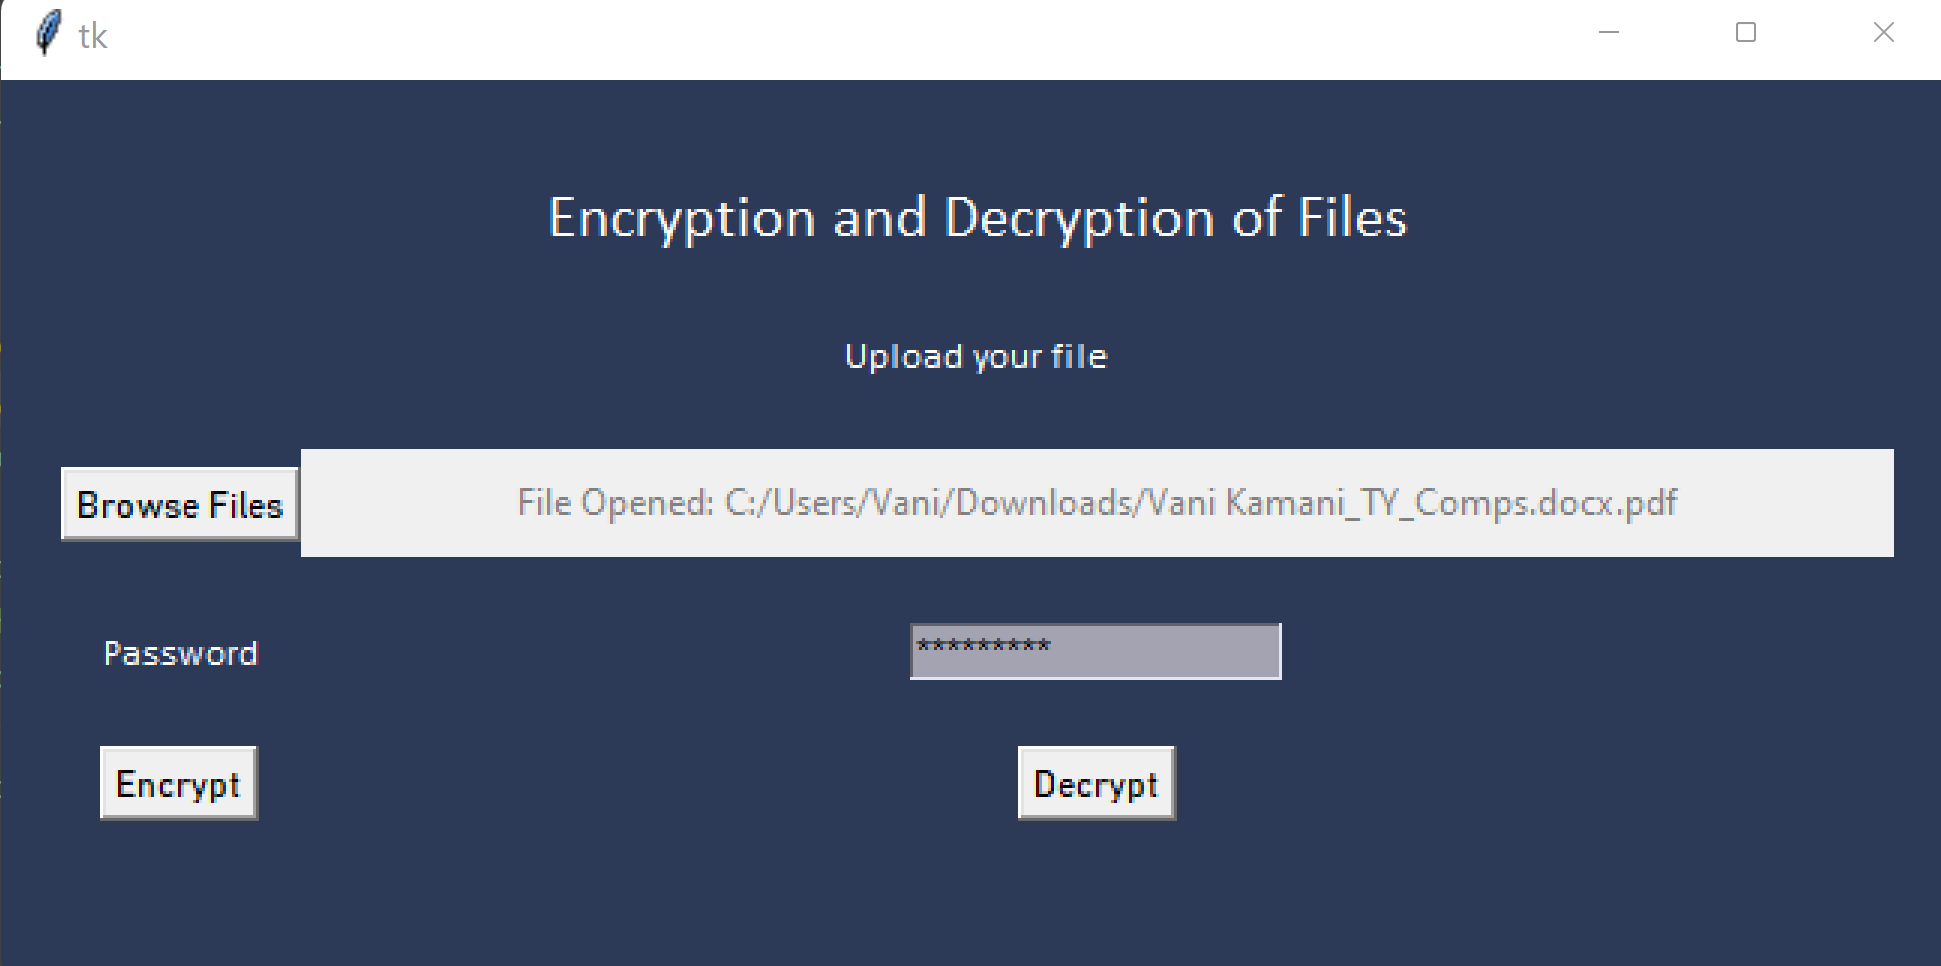 tk
Encryption and Decryption of Files
Upload your file
Browse Files File Opened: C:/Users/Vani/Downloads/Vani Kamani_TY_Comps.docx.pdf
Password *********
Encrypt Decrypt